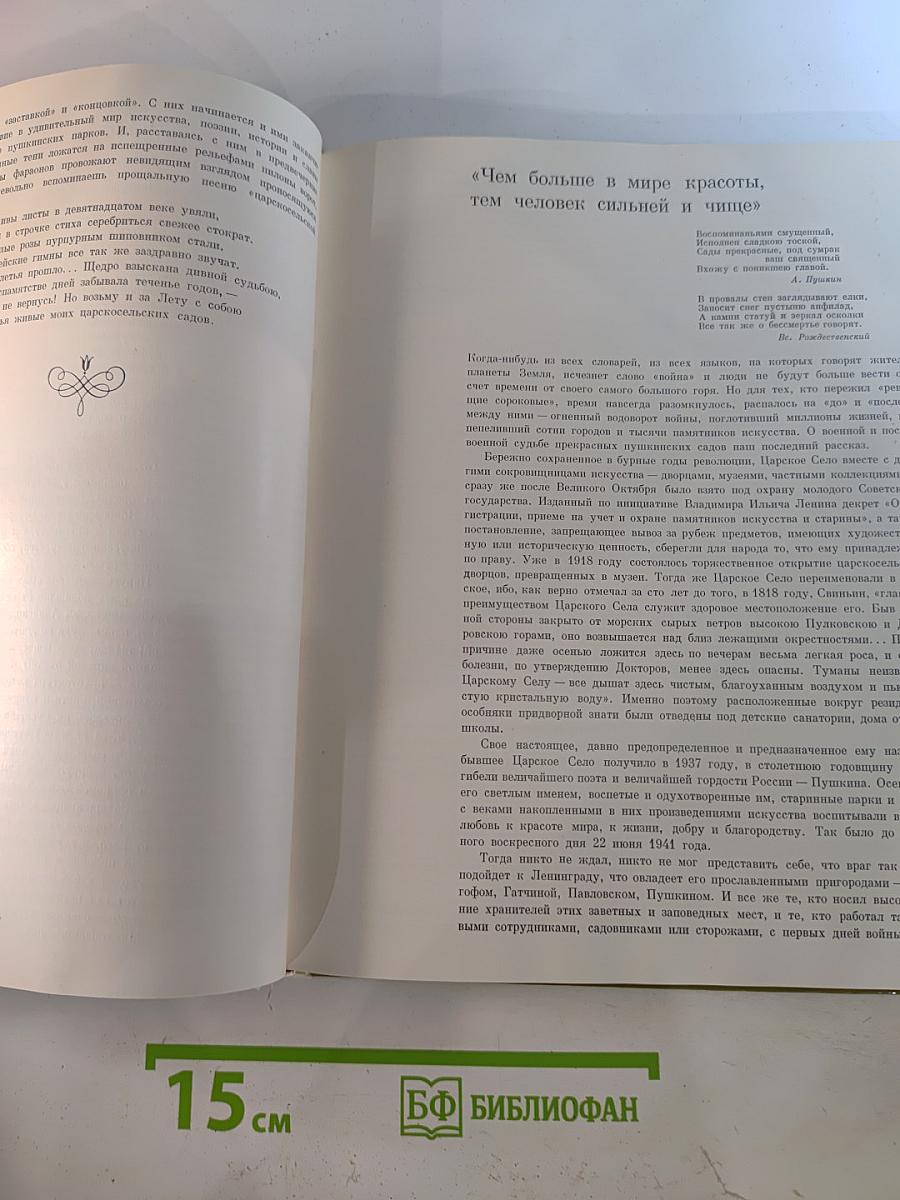 «заставкой» и «концовкой». С них начинается и ими
в удивительный мир искусства, поэзии, истории и
пушкинских парков. И, расставаясь с ним в предвечерний
тени ложатся на испещренные рельефами пилоны ворот
фараонов провожают невидящим взглядом
вспоминаешь прощальную песню «царскосельской
листы в девятнадцатом веке увяли,
в строчке стиха серебриться свежее стократ.
розы пурпурным шиповником стали,
гимны все так же заздравно звучат.
прошло... Щедро взыскана дивной судьбою,
дней забывала теченье годов, —
не вернусь! Но возьму и за Лету с собою
живые моих царскосельских садов.
«Чем больше в мире красоты,
тем человек сильней и чище»
Воспоминаньями смущенный,
Исполнен сладкою тоской,
Сады прекрасные, под сумрак
ваш священный
Вхожу с поникшею главой.
А. Пушкин
В провалы стен заглядывают елки,
Заносит снег пустыню анфилад,
А камни статуй и зеркал осколки
Все так же о бессмертье говорят.
Вс. Рождественский
Когда-нибудь из всех словарей, из всех языков, на которых говорят
планеты Земля, исчезнет слово «война» и люди не будут больше вести
счет времени от своего самого большого горя. Но для тех, кто пережил
щие сороковые», время навсегда разомкнулось, распалось на «до» и
между ними — огненный водоворот войны, поглотивший миллионы жизней,
пепеливший сотни городов и тысячи памятников искусства. О военной и
военной судьбе прекрасных пушкинских садов наш последний рассказ.
Бережно сохраненное в бурные годы революции, Царское Село вместе с
гими сокровищницами искусства — дворцами, музеями, частными коллекциями
сразу же после Великого Октября было взято под охрану молодого
государства. Изданный по инициативе Владимира Ильича Ленина декрет
гистрации, приеме на учет и охране памятников искусства и старины», а
постановление, запрещающее вывоз за рубеж предметов, имеющих
ную или историческую ценность, сберегли для народа то, что ему
по праву. Уже в 1918 году состоялось торжественное открытие
дворцов, превращенных в музеи. Тогда же Царское Село переименовали в
ское, ибо, как верно отмечал за сто лет до того, в 1818 году, Свиньин,
преимуществом Царского Села служит здоровое местоположение его. Быв
ной стороны закрыто от морских сырых ветров высокою Пулковскою и
ровскою горами, оно возвышается над близ лежащими окрестностями...
причине даже осенью ложится здесь по вечерам весьма легкая роса, и
болезни, по утверждению Докторов, менее здесь опасны. Туманы
Царскому Селу — все дышат здесь чистым, благоуханным воздухом и
стую кристальную воду». Именно поэтому расположенные вокруг
особняки придворной знати были отведены под детские санатории, дома
школы.
Свое настоящее, давно предопределенное и предназначенное ему
бывшее Царское Село получило в 1937 году, в столетнюю годовщину
гибели величайшего поэта и величайшей гордости России — Пушкина.
его светлым именем, воспетые и одухотворенные им, старинные парки и
с веками накопленными в них произведениями искусства воспитывали
любовь к красоте мира, к жизни, добру и благородству. Так было до
ного воскресного дня 22 июня 1941 года.
Тогда никто не ждал, никто не мог представить себе, что враг так
подойдет к Ленинграду, что овладеет его прославленными пригородами —
гофом, Гатчиной, Павловском, Пушкином. И все же те, кто носил
ние хранителей этих заветных и заповедных мест, и те, кто работал
выми сотрудниками, садовниками или сторожами, с первых дней войны
15 см
БФ БИБЛИОФАН